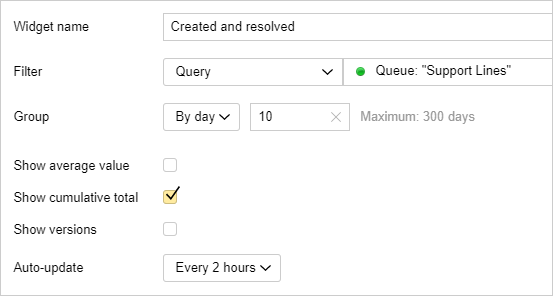 Widget name Created and resolved
Filter Query Queue: "Support Lines"
Group By day 10 Maximum: 300 days
Show average value
Show cumulative total
Show versions
Auto-update Every 2 hours